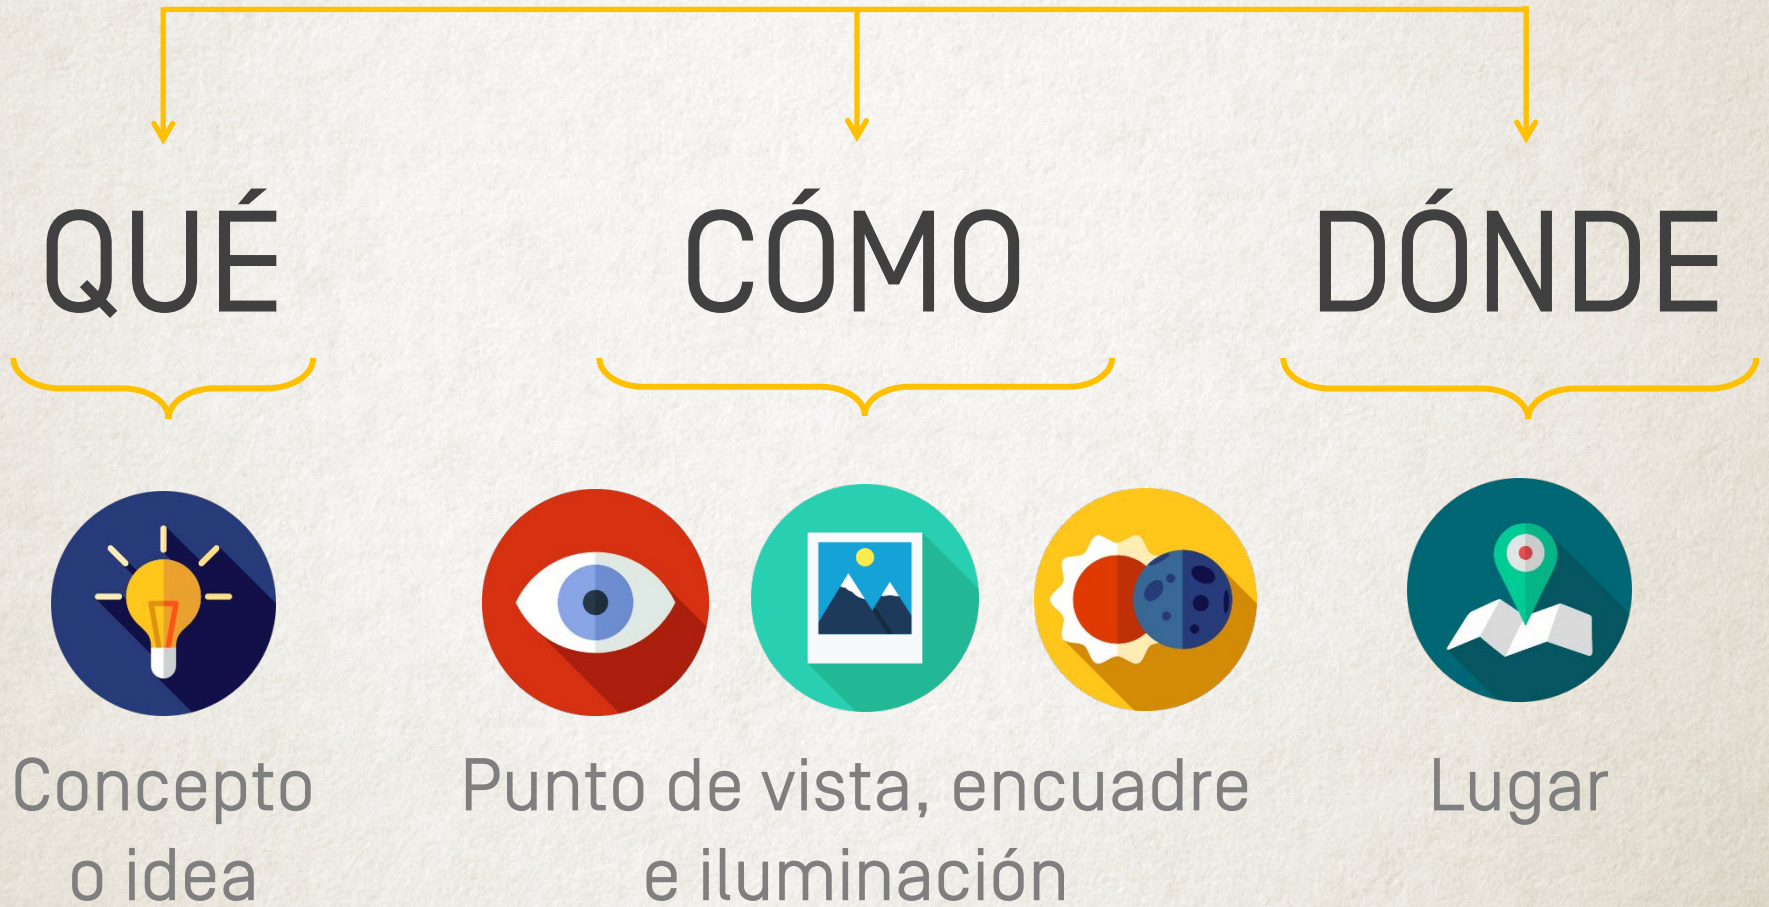 QUÉ
CÓMO
DÓNDE
Concepto
o idea
Punto de vista, encuadre
e iluminación
Lugar